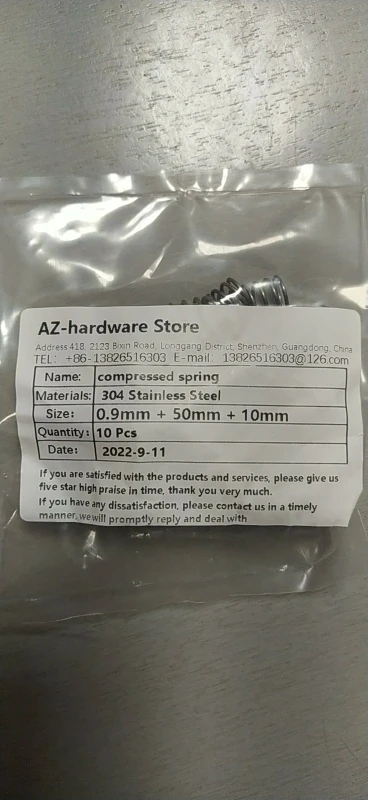 AZ-hardware Store
Address 418, 2123 Bixin Road, Longgang District, Shenzhen, Guangdong, China
TEL: +86-13826516303 E-mail: 13826516303@126.com
Name: compressed spring
Materials: 304 Stainless Steel
Size: 0.9mm + 50mm + 10mm
Quantity: 10 Pcs
Date: 2022-9-11
If you are satisfied with the products and services, please give us
five star high praise in time, thank you very much.
If you have any dissatisfaction, please contact us in a timely
manner, we will promptly reply and deal with